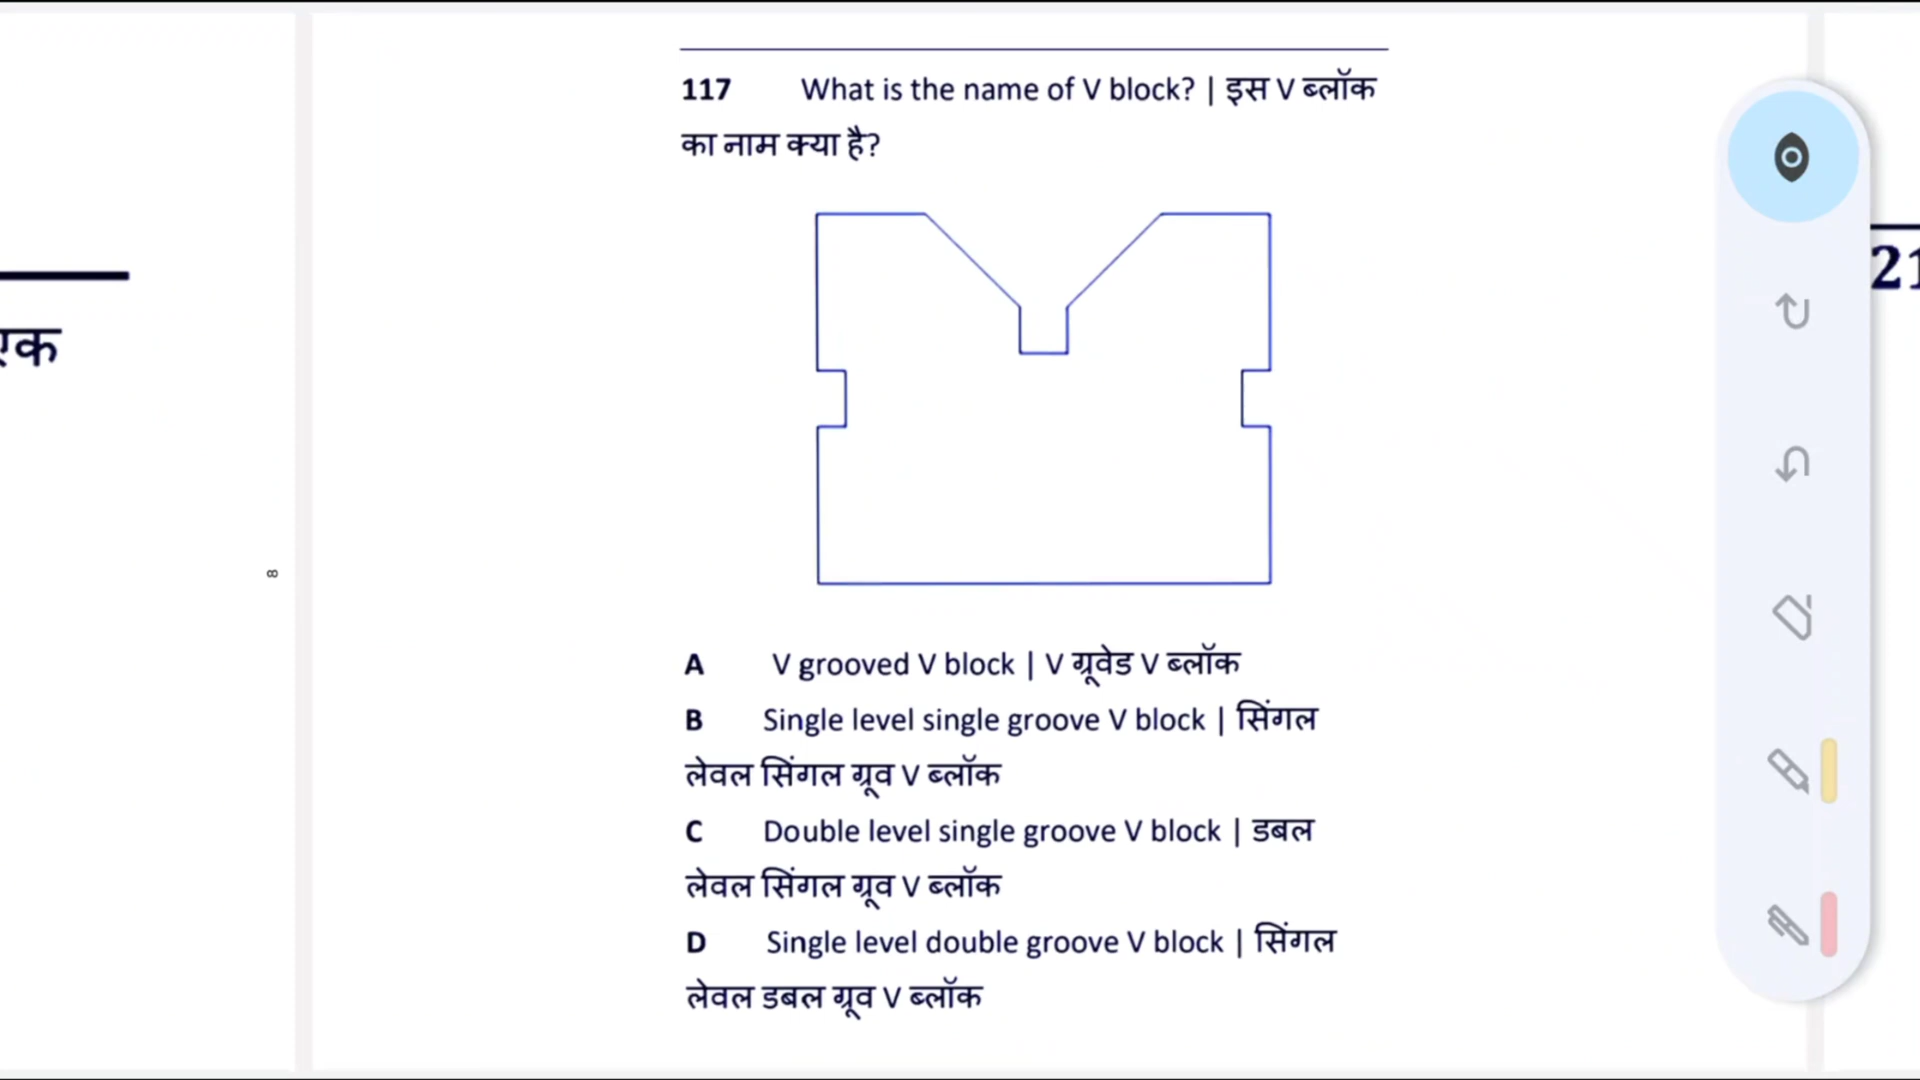 117 What is the name of V block? | इस V ब्लॉक
का नाम क्या है?
एक
21
8
A V grooved V block | V ग्रूवेड V ब्लॉक
B Single level single groove V block | सिंगल
लेवल सिंगल ग्रूव V ब्लॉक
C Double level single groove V block | डबल
लेवल सिंगल ग्रूव V ब्लॉक
D Single level double groove V block | सिंगल
लेवल डबल ग्रूव V ब्लॉक